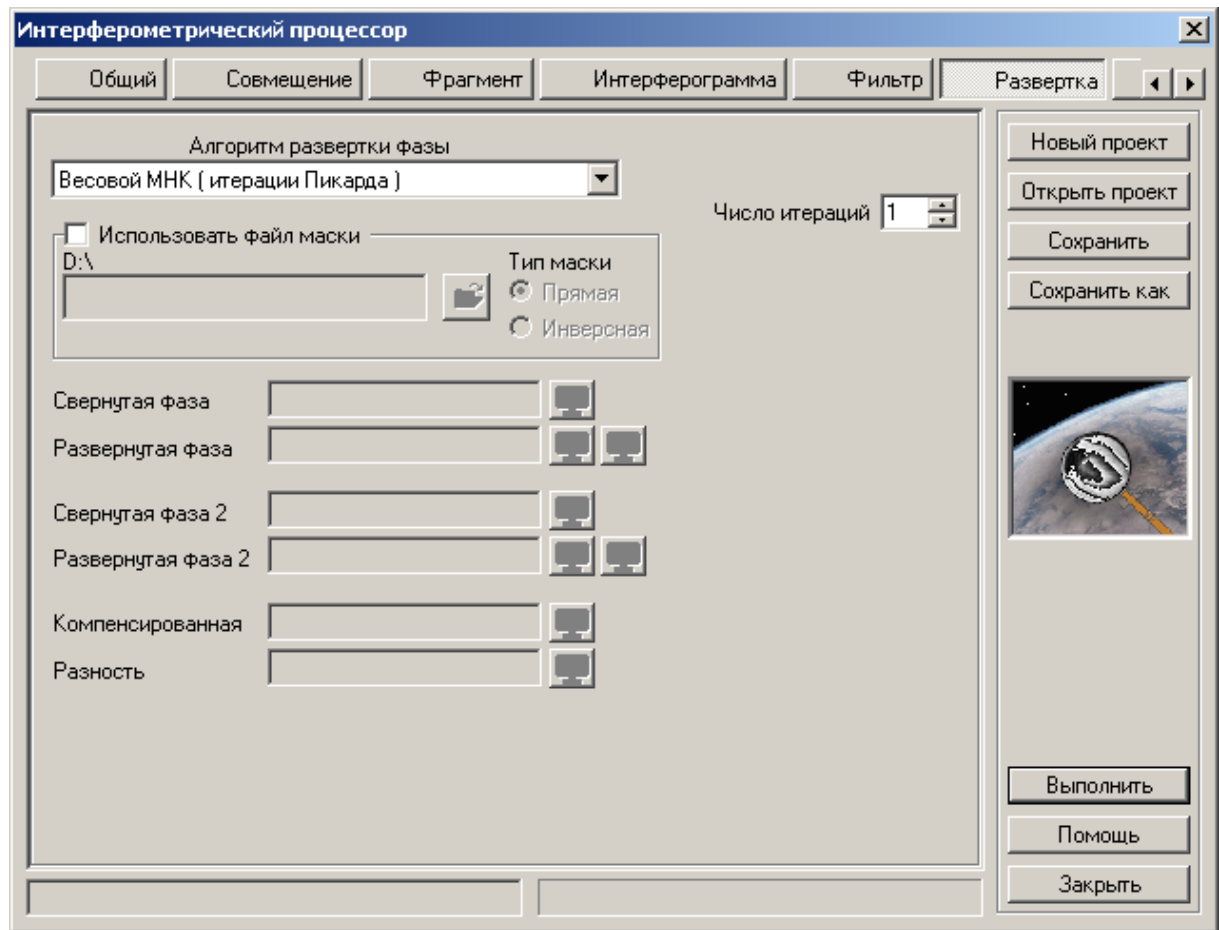 Интерферометрический процессор
Общий Совмещение Фрагмент Интерферограмма Фильтр Развертка
Алгоритм развертки фазы
Весовой МНК ( итерации Пикарда )
Число итераций 1
Использовать файл маски
D:\
Тип маски
Прямая
Инверсная
Свернутая фаза
Развернутая фаза
Свернутая фаза 2
Развернутая фаза 2
Компенсированная
Разность
Новый проект
Открыть проект
Сохранить
Сохранить как
Выполнить
Помощь
Закрыть